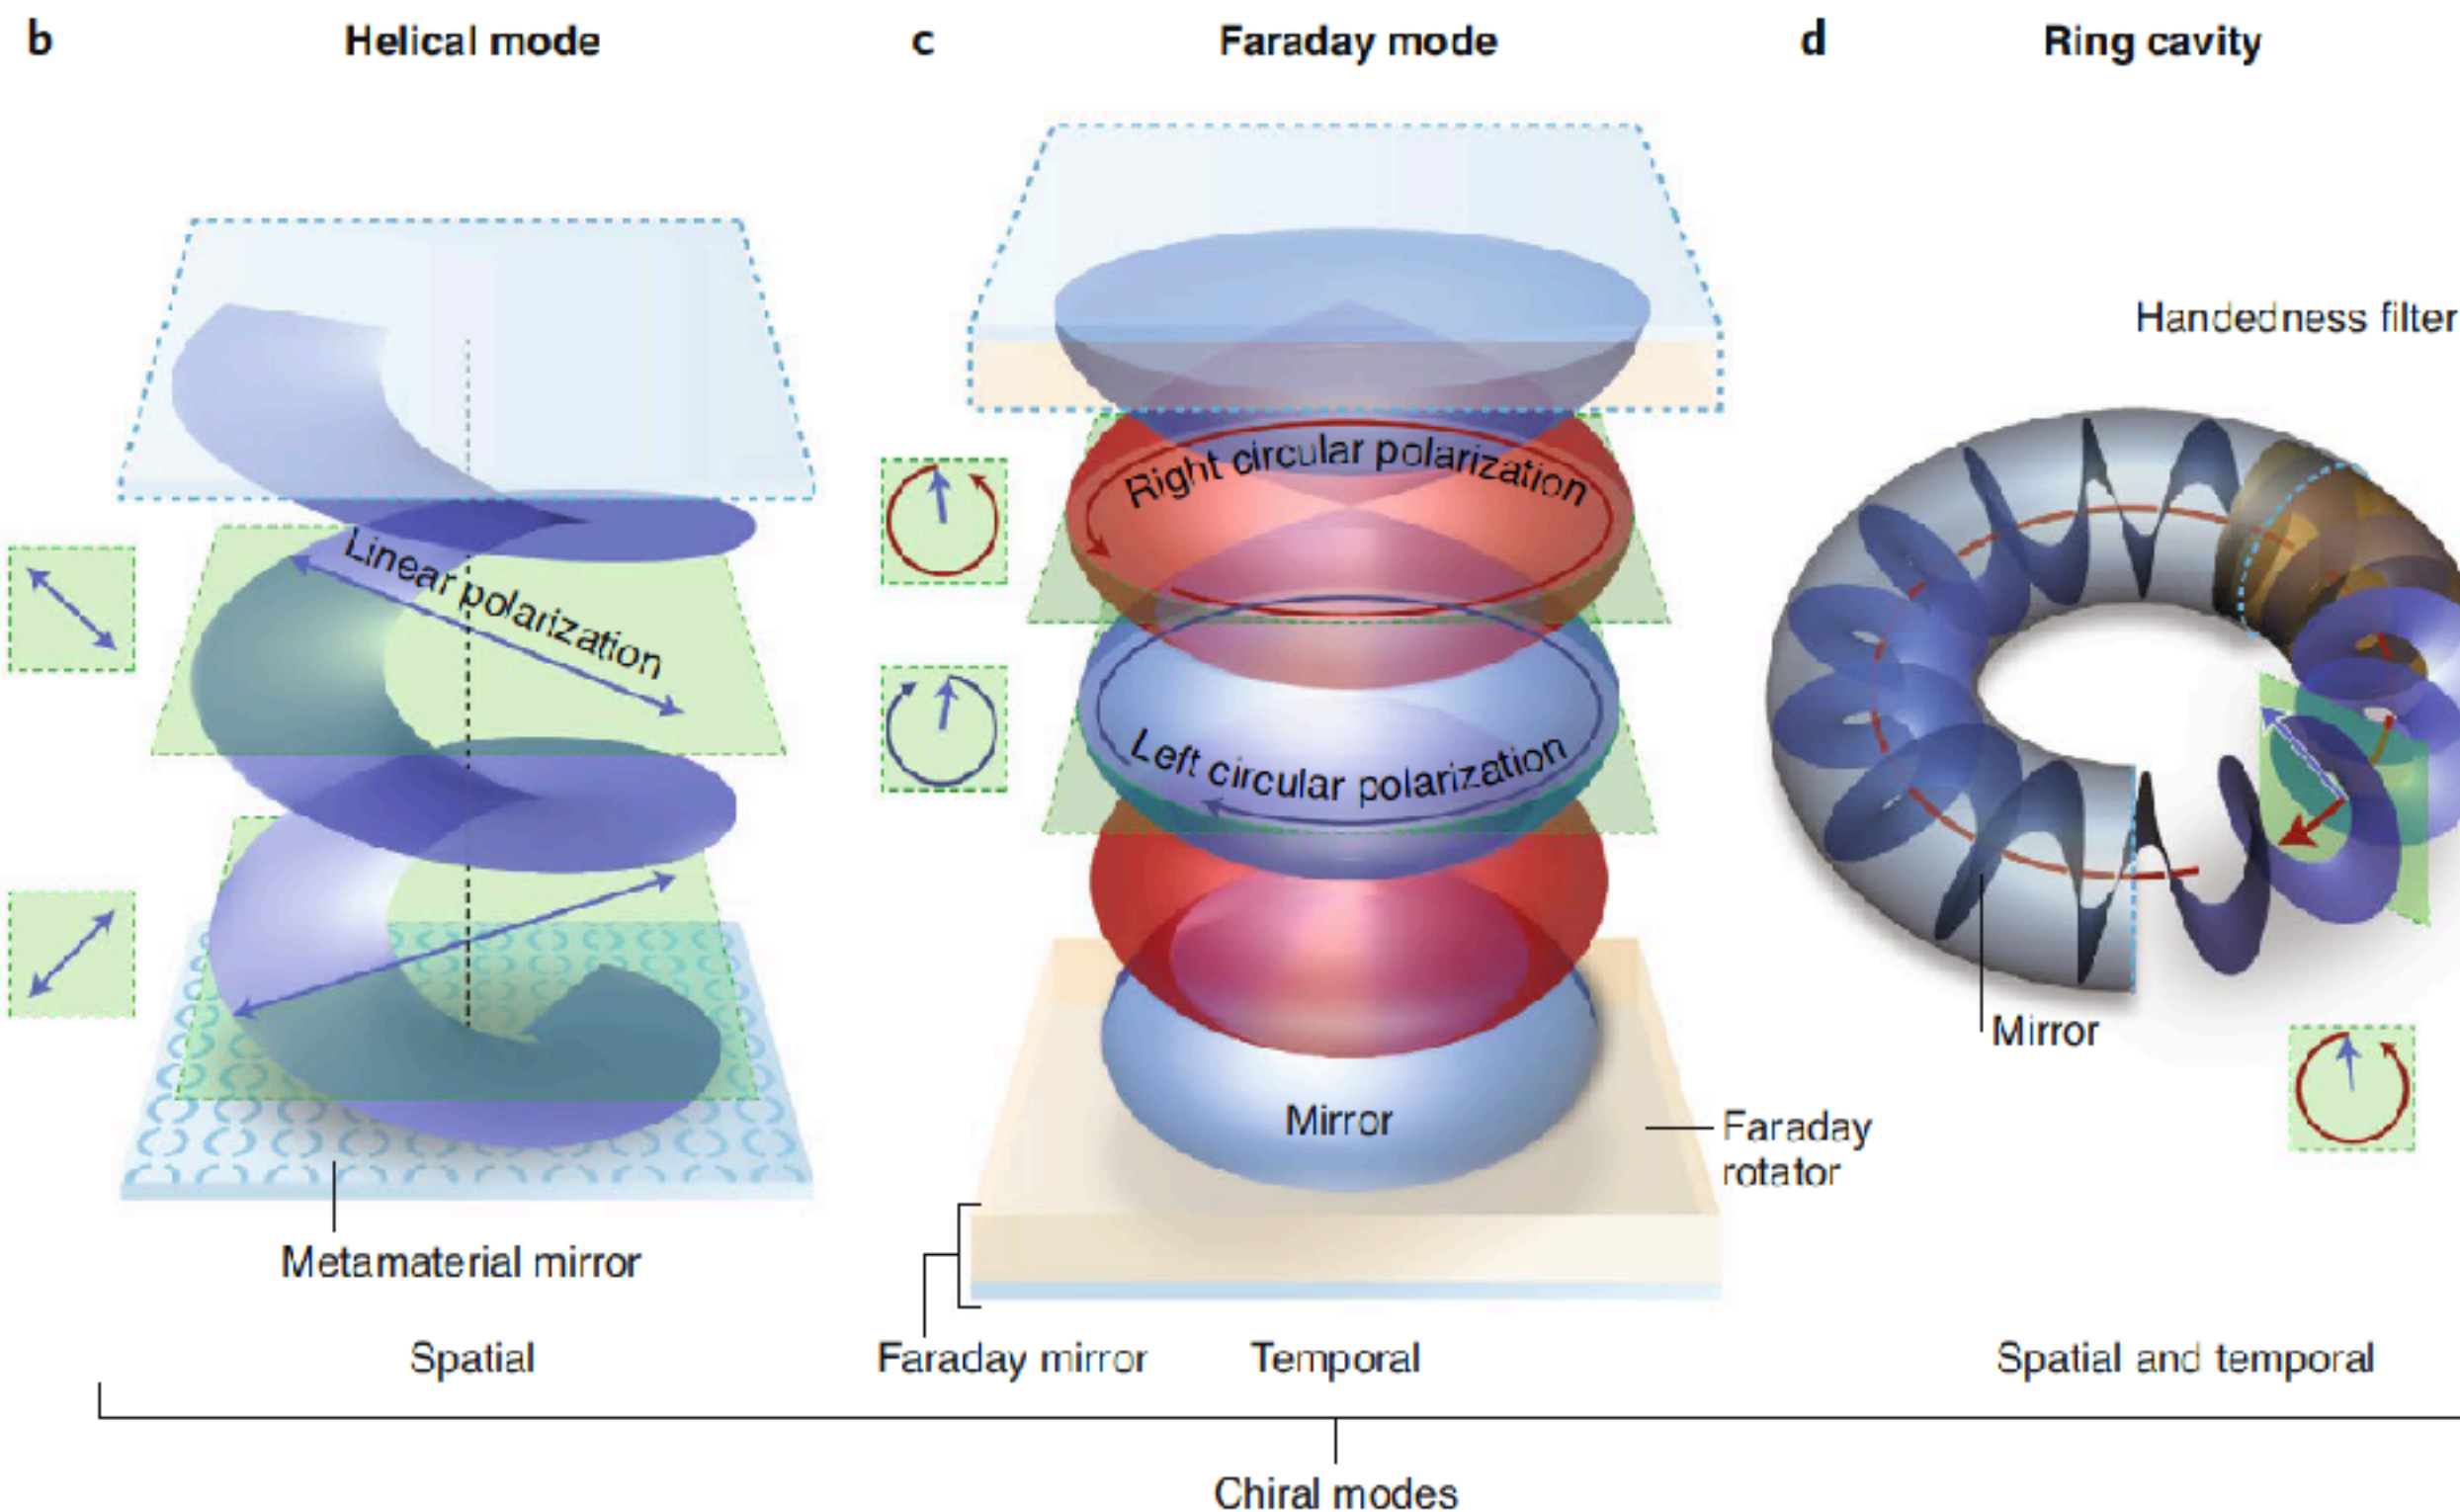 b Helical mode
c Faraday mode
d Ring cavity
Handedness filter
Linear polarization
Right circular polarization
Left circular polarization
Mirror
Mirror
Faraday
rotator
Metamaterial mirror
Faraday mirror
Spatial
Temporal
Spatial and temporal
Chiral modes